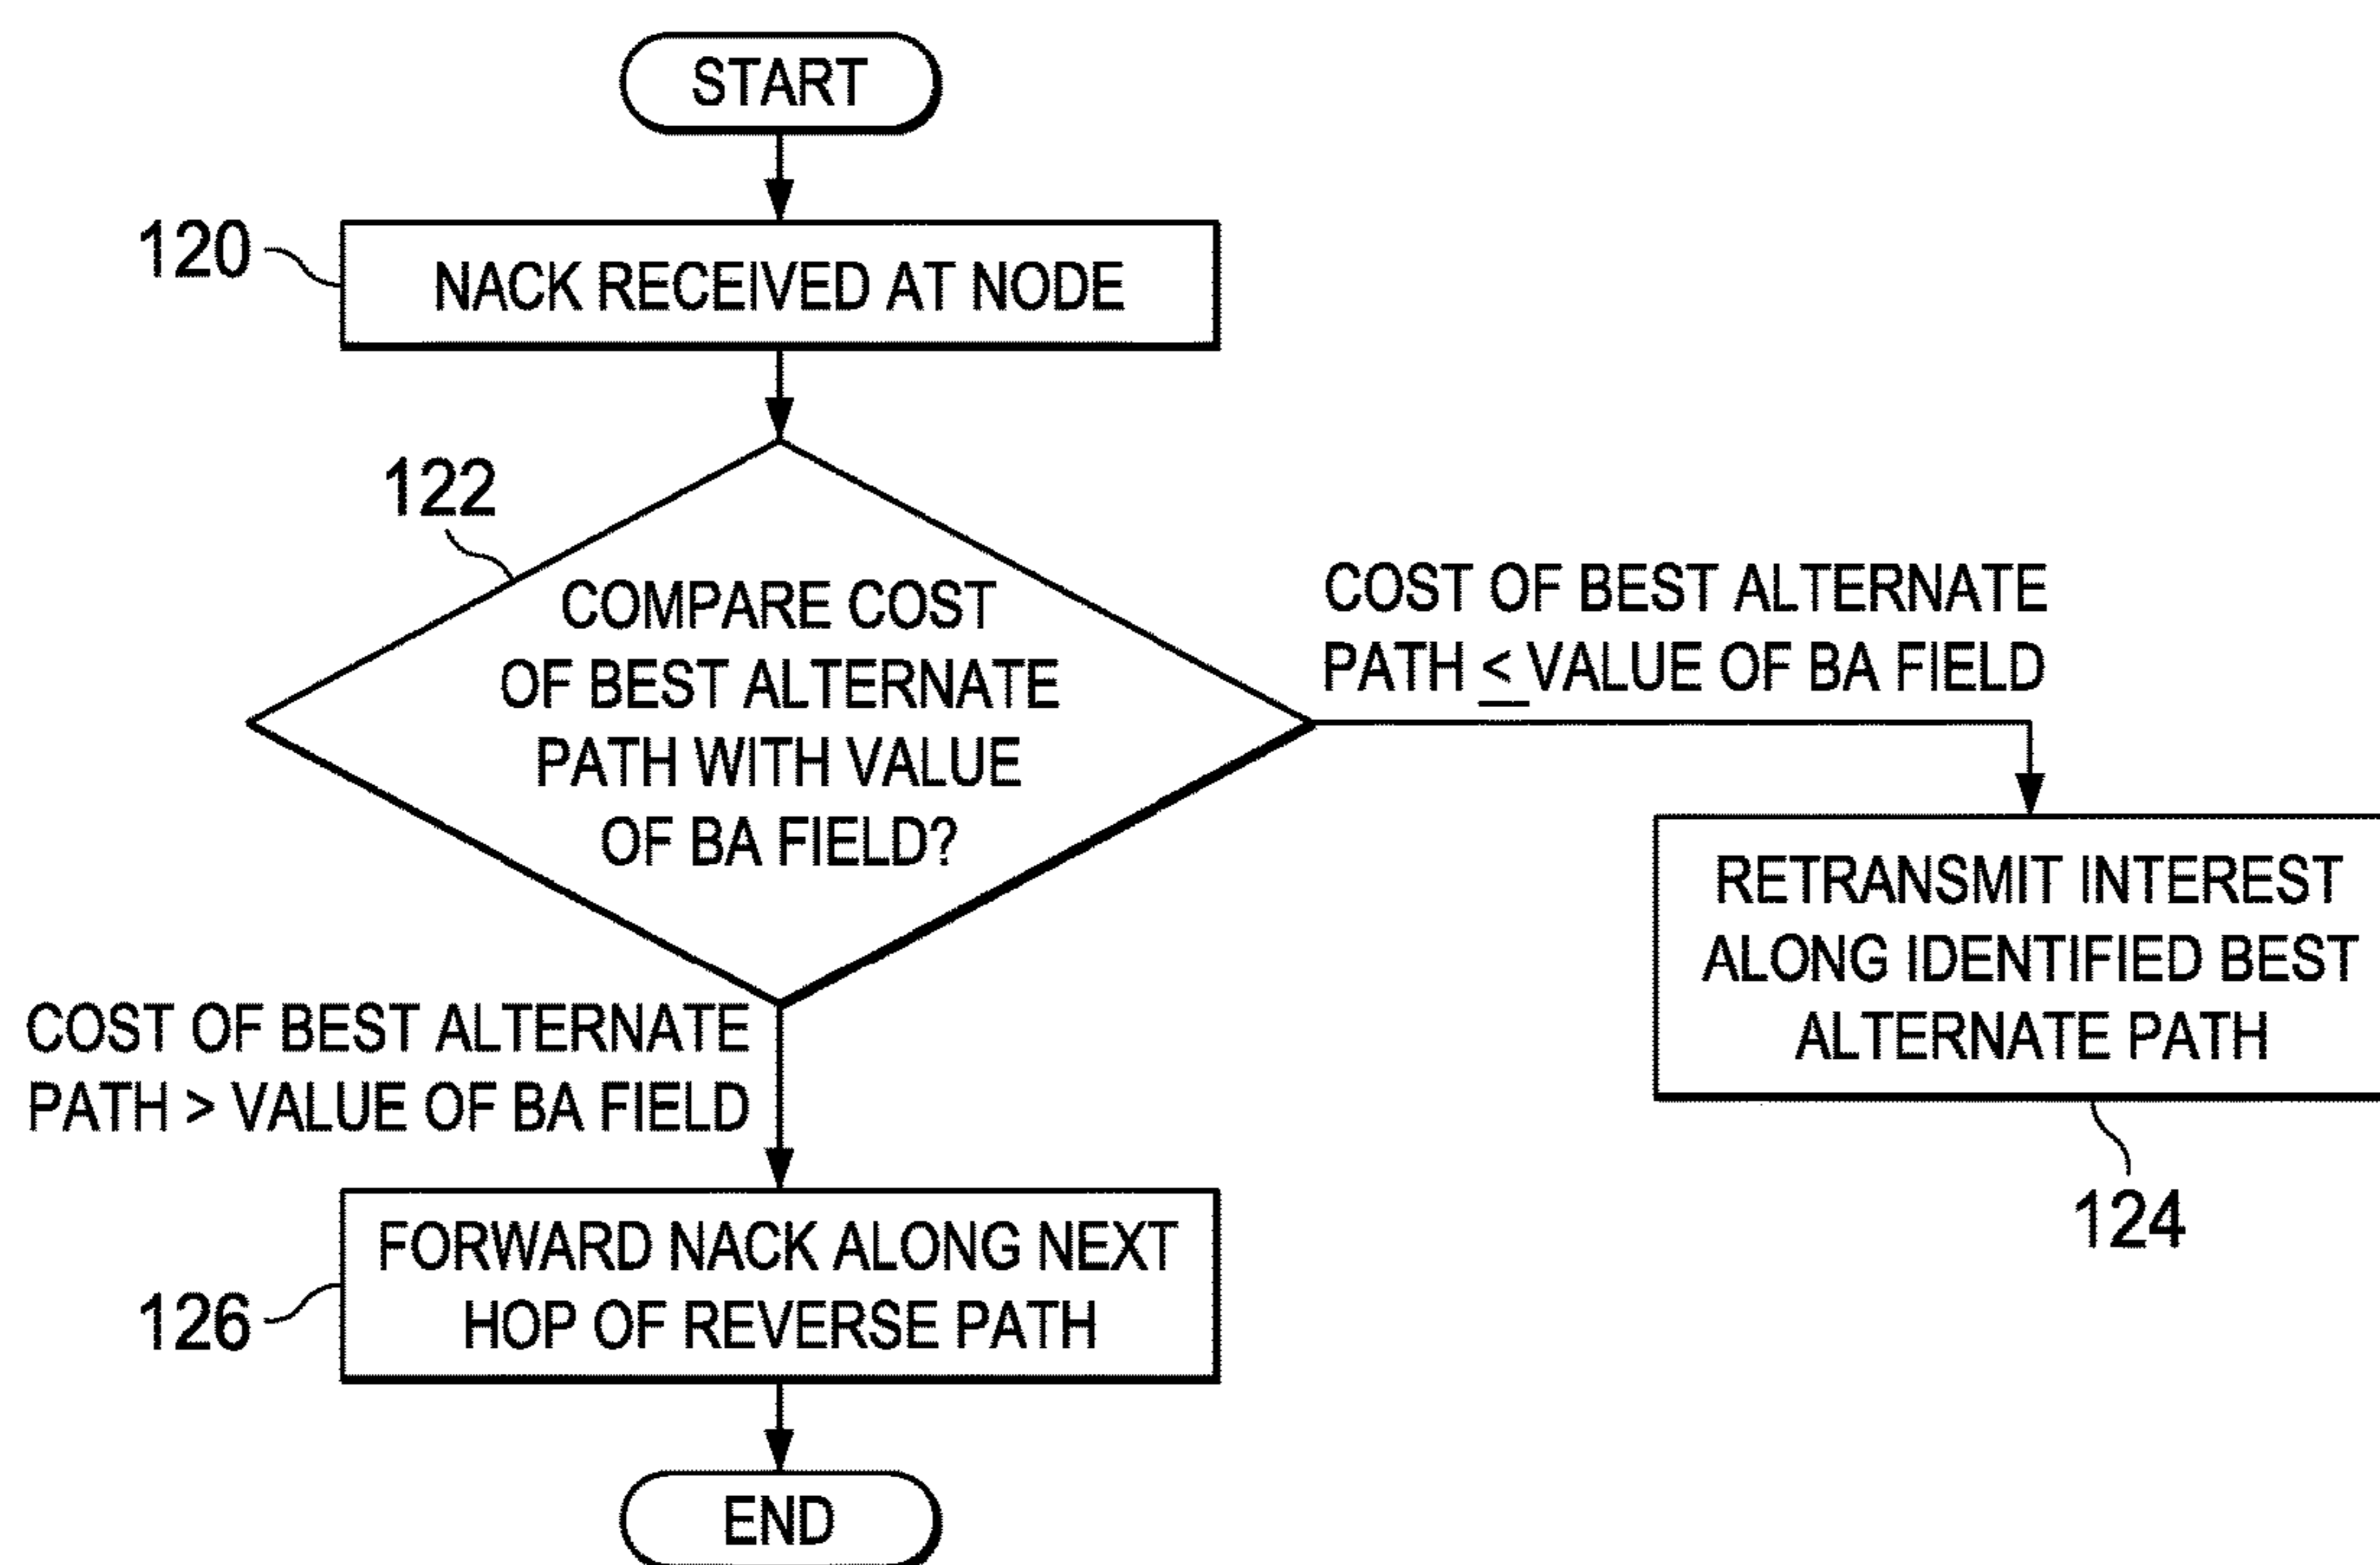 START
120
NACK RECEIVED AT NODE
122
COMPARE COST
OF BEST ALTERNATE
PATH WITH VALUE
OF BA FIELD?
COST OF BEST ALTERNATE
PATH ≤ VALUE OF BA FIELD
RETRANSMIT INTEREST
ALONG IDENTIFIED BEST
ALTERNATE PATH
124
COST OF BEST ALTERNATE
PATH > VALUE OF BA FIELD
126
FORWARD NACK ALONG NEXT
HOP OF REVERSE PATH
END